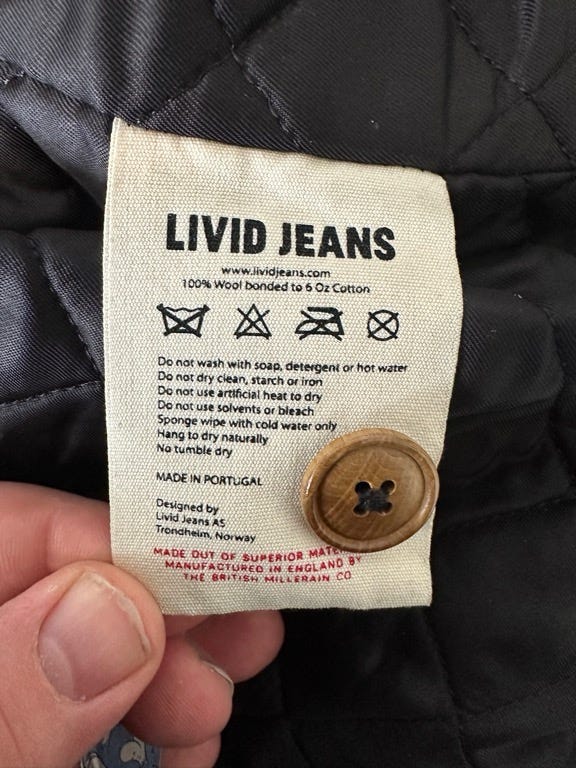 LIVID JEANS
www.lividjeans.com
100% Wool bonded to 6 Oz Cotton
Do not wash with soap, detergent or hot water
Do not dry clean, starch or iron
Do not use artificial heat to dry
Do not use solvents or bleach
Sponge wipe with cold water only
Hang to dry naturally
No tumble dry
MADE IN PORTUGAL
Designed by
Livid Jeans AS
Trondheim, Norway
MADE OUT OF SUPERIOR
MANUFACTURED IN ENGLAND BY
THE BRITISH MILLERAIN CO